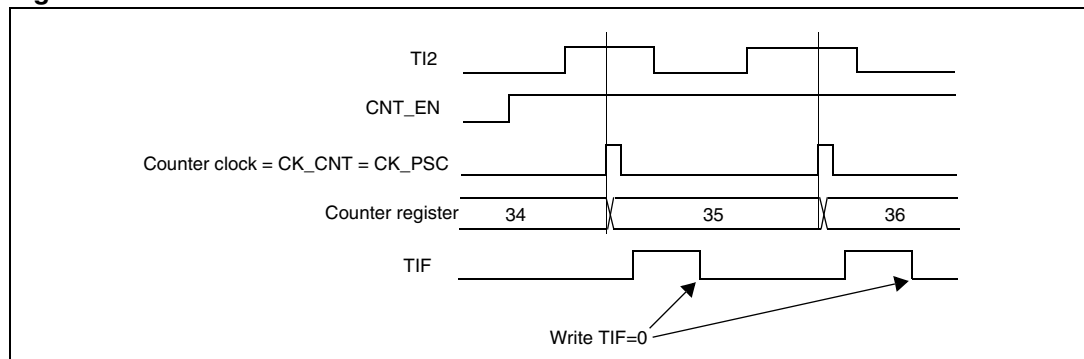 TI2
CNT_EN
Counter clock = CK_CNT = CK_PSC
Counter register 34 35 36
TIF
Write TIF=0